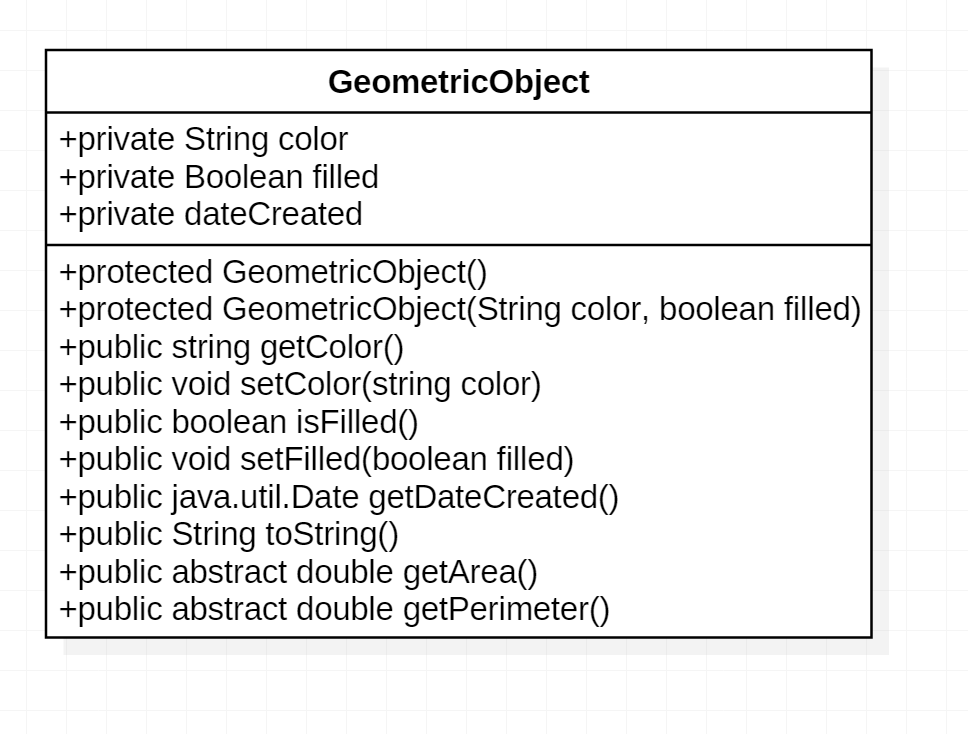 GeometricObject
+private String color
+private Boolean filled
+private dateCreated
+protected GeometricObject()
+protected GeometricObject(String color, boolean filled)
+public string getColor()
+public void setColor(string color)
+public boolean isFilled()
+public void setFilled(boolean filled)
+public java.util.Date getDateCreated()
+public String toString()
+public abstract double getArea()
+public abstract double getPerimeter()